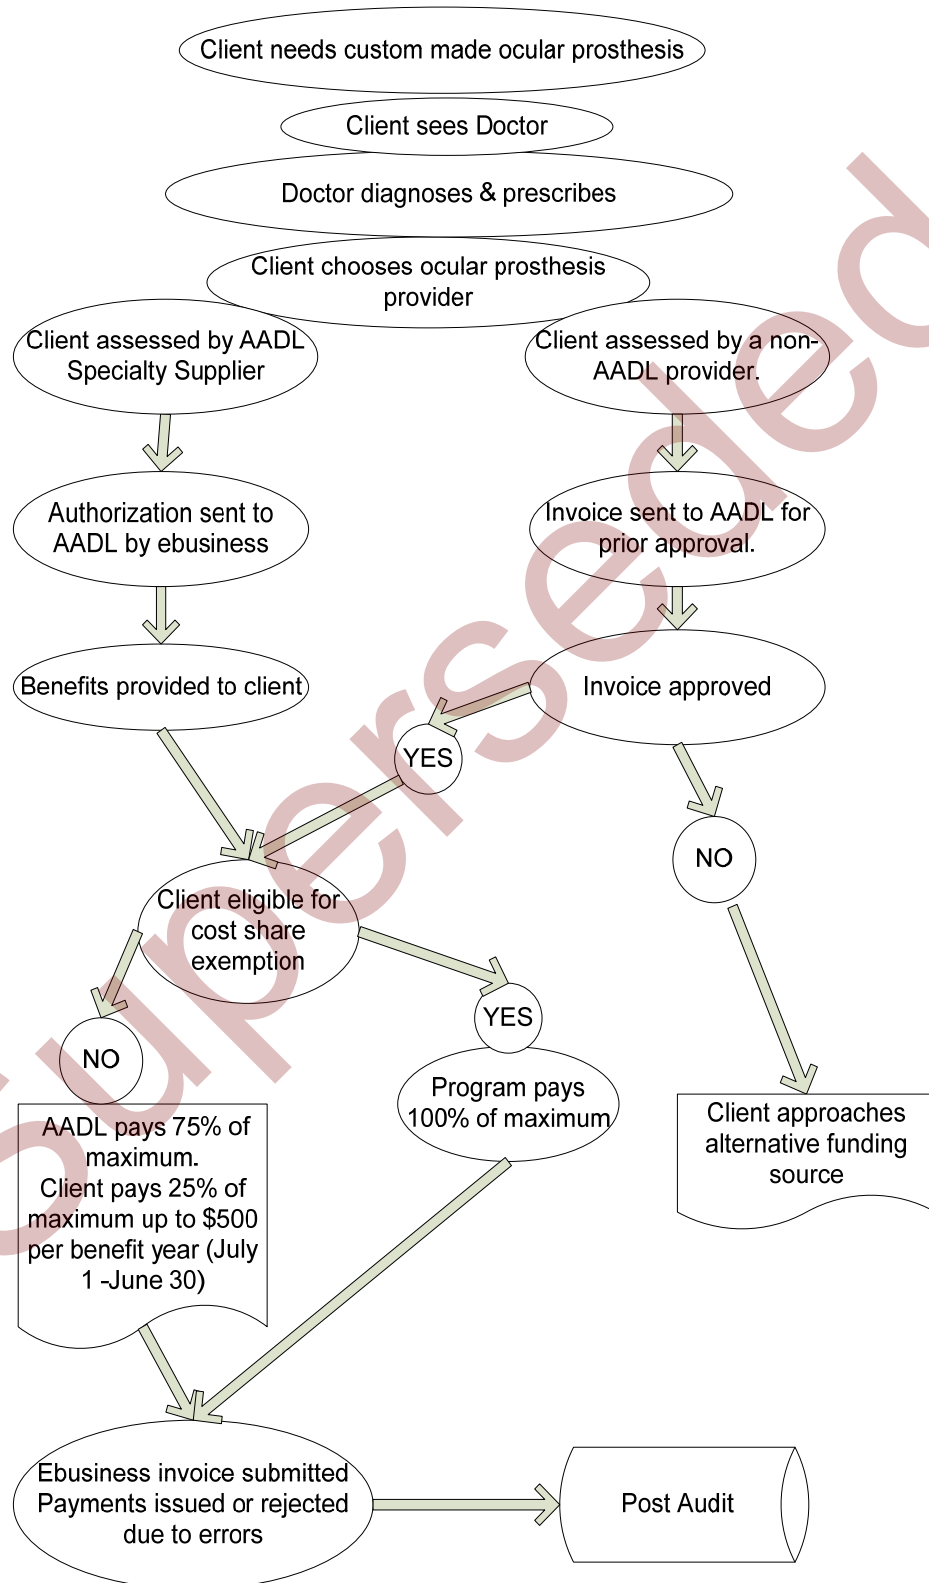 Client needs custom made ocular prosthesis
Client sees Doctor
Doctor diagnoses & prescribes
Client chooses ocular prosthesis
provider
Client assessed by AADL
Specialty Supplier
Client assessed by a non-
AADL provider.
Authorization sent to
AADL by ebusiness
Invoice sent to AADL for
prior approval.
Benefits provided to client
Invoice approved
YES
NO
Client eligible for
cost share
exemption
YES
NO
Program pays
100% of maximum
AADL pays 75% of
maximum.
Client pays 25% of
maximum up to $500
per benefit year (July
1 -June 30)
Client approaches
alternative funding
source
Ebusiness invoice submitted
Payments issued or rejected
due to errors
Post Audit
Superseded